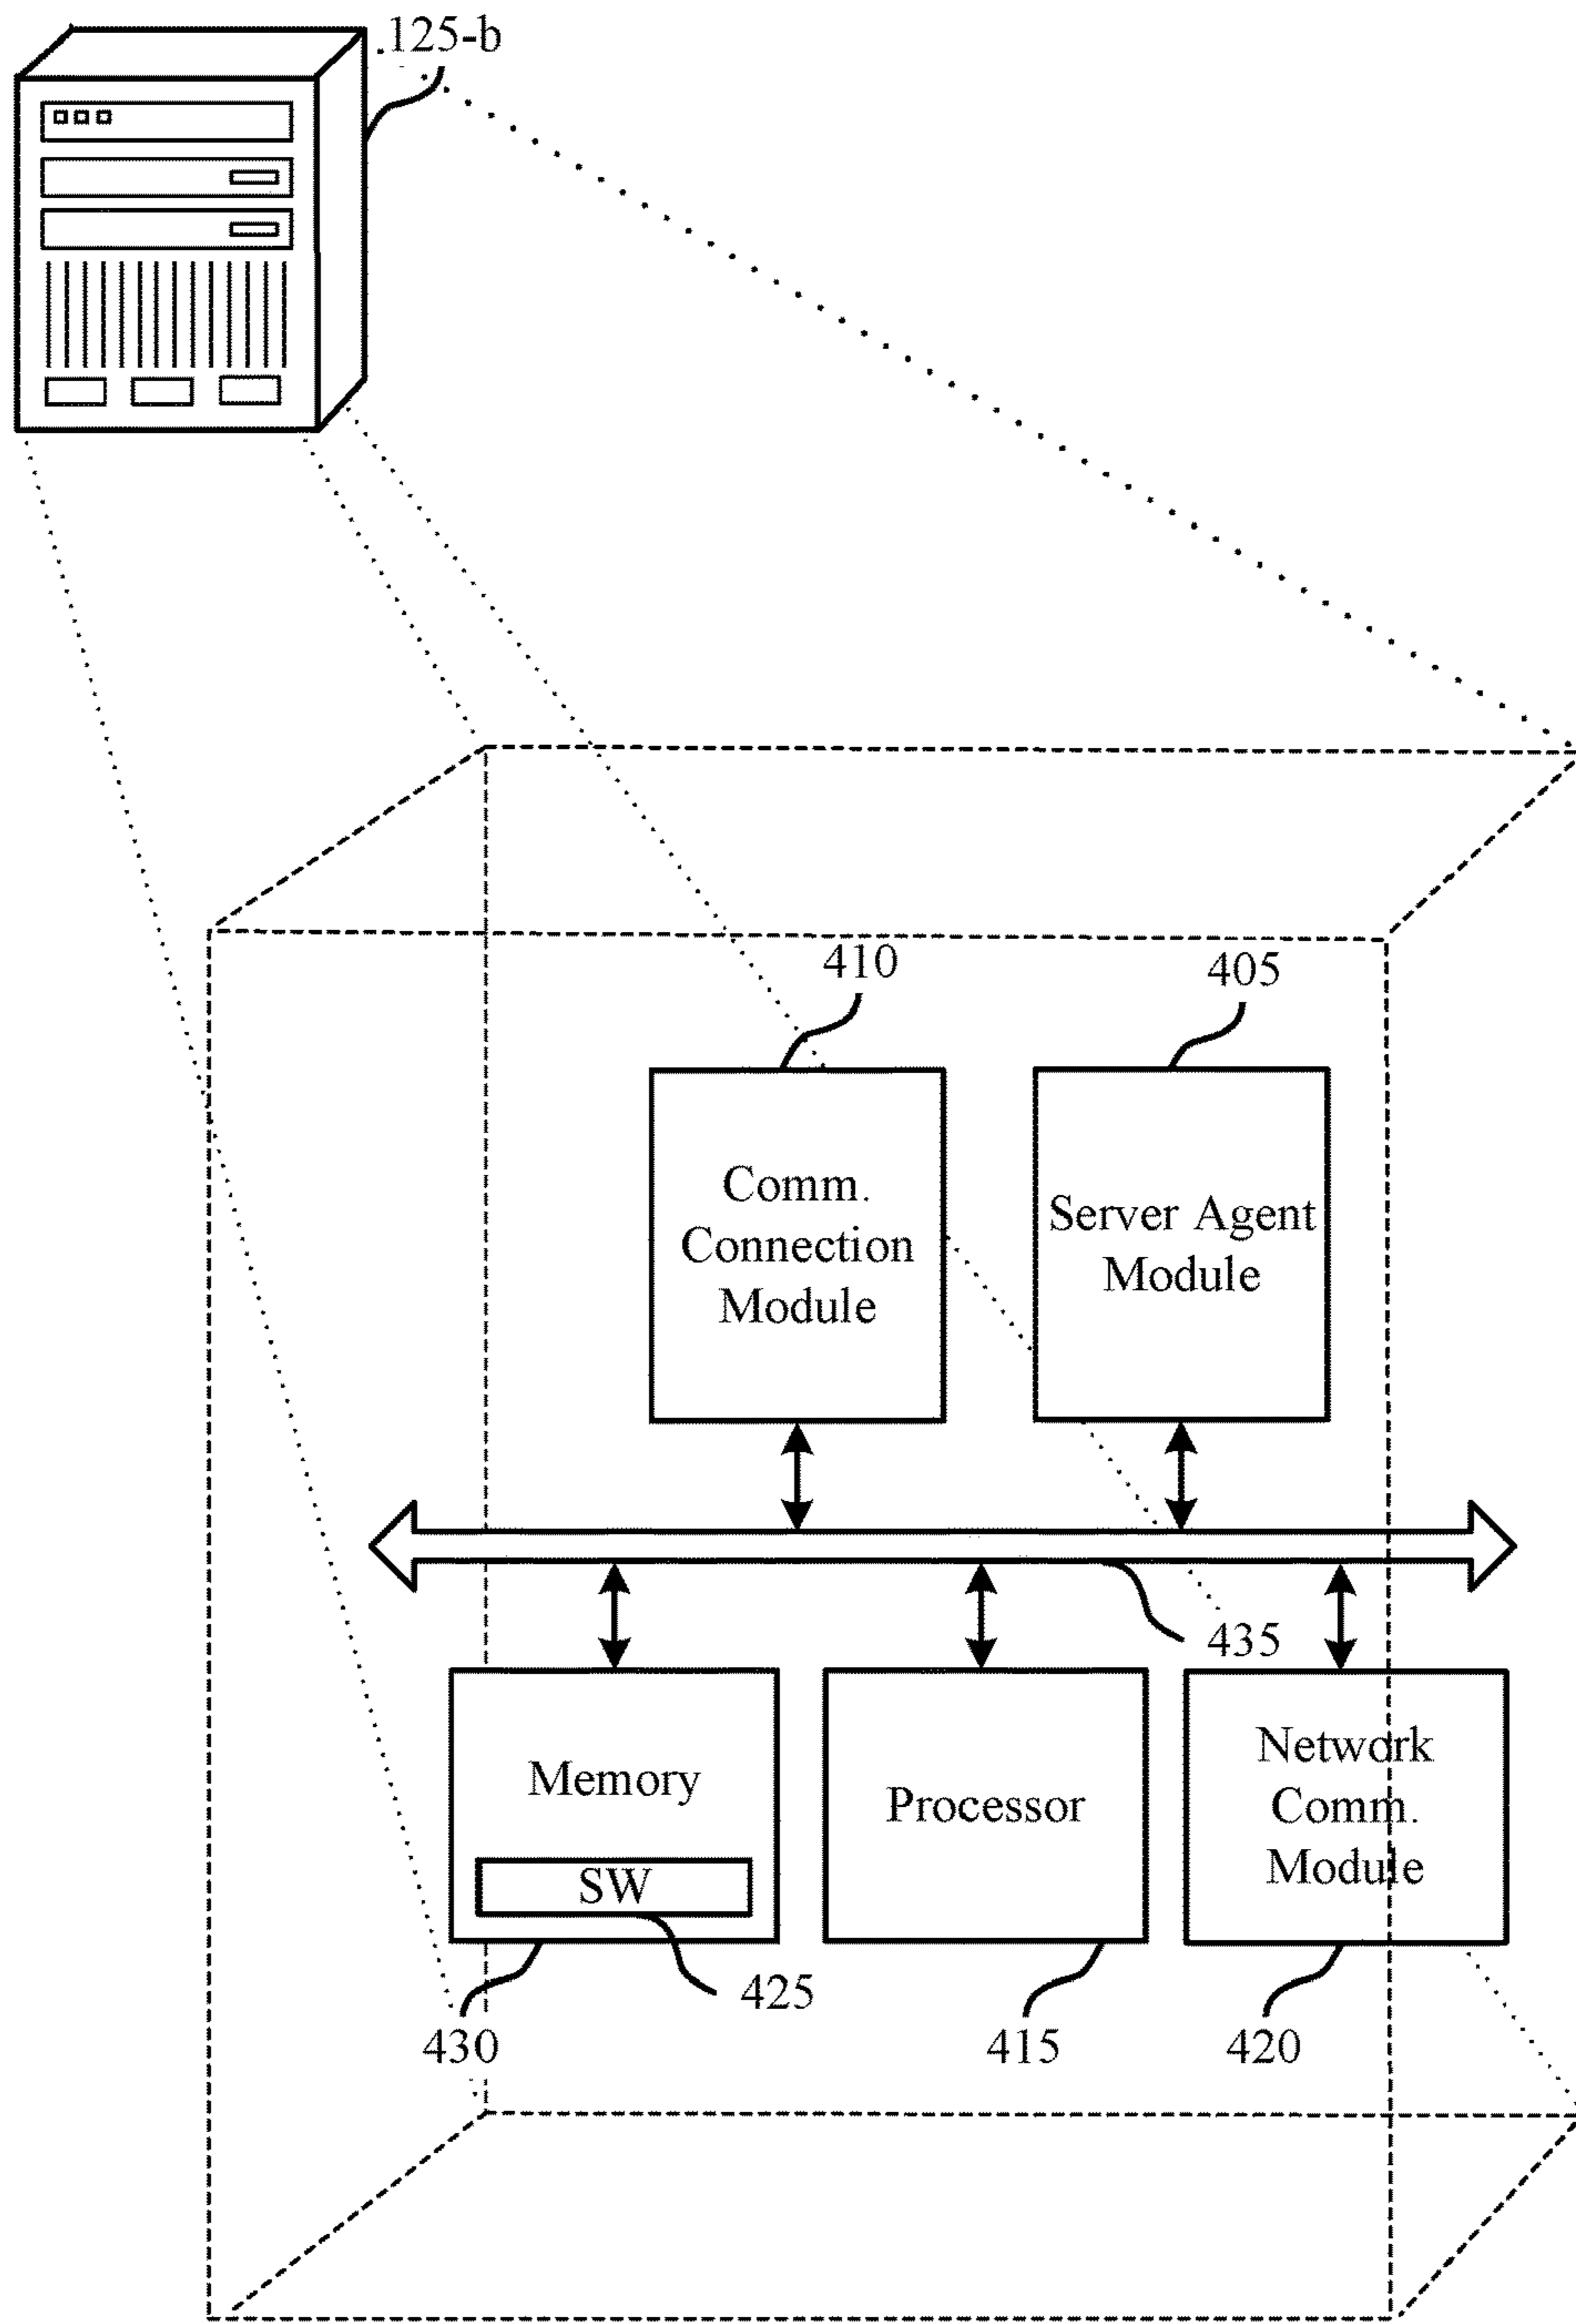 125-b
410
405
Comm.
Connection
Module
Server Agent
Module
435
Memory
SW
Processor
Network
Comm.
Module
425
430
415
420